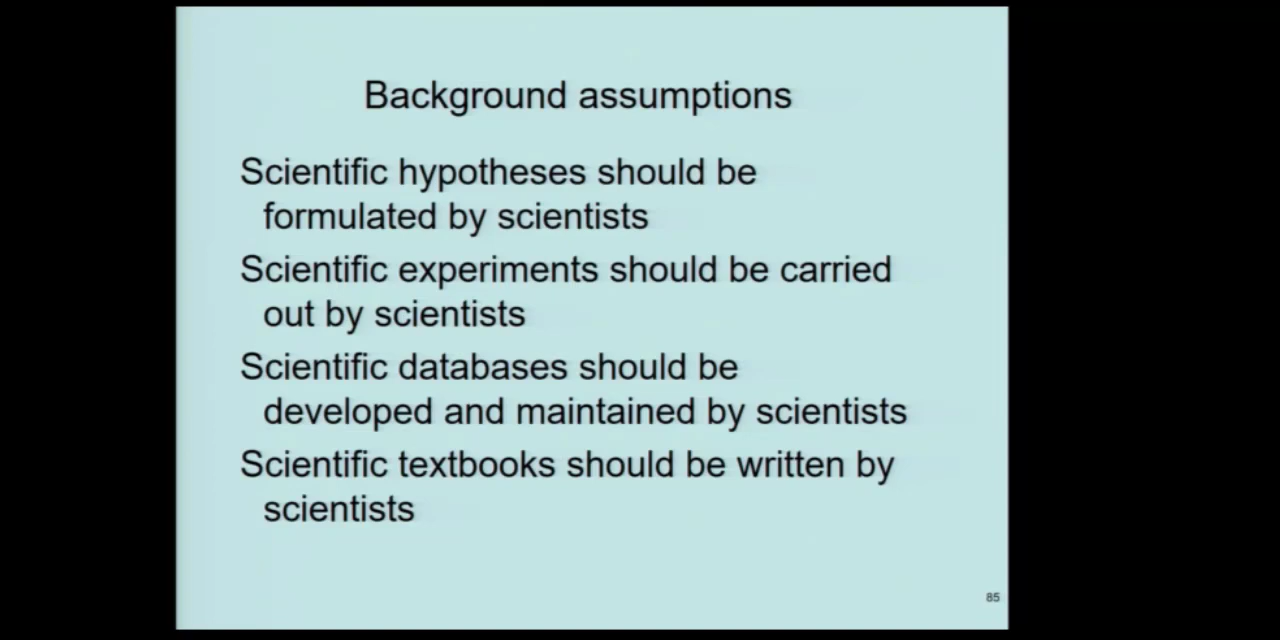 Background assumptions
Scientific hypotheses should be
formulated by scientists
Scientific experiments should be carried
out by scientists
Scientific databases should be
developed and maintained by scientists
Scientific textbooks should be written by
scientists
85